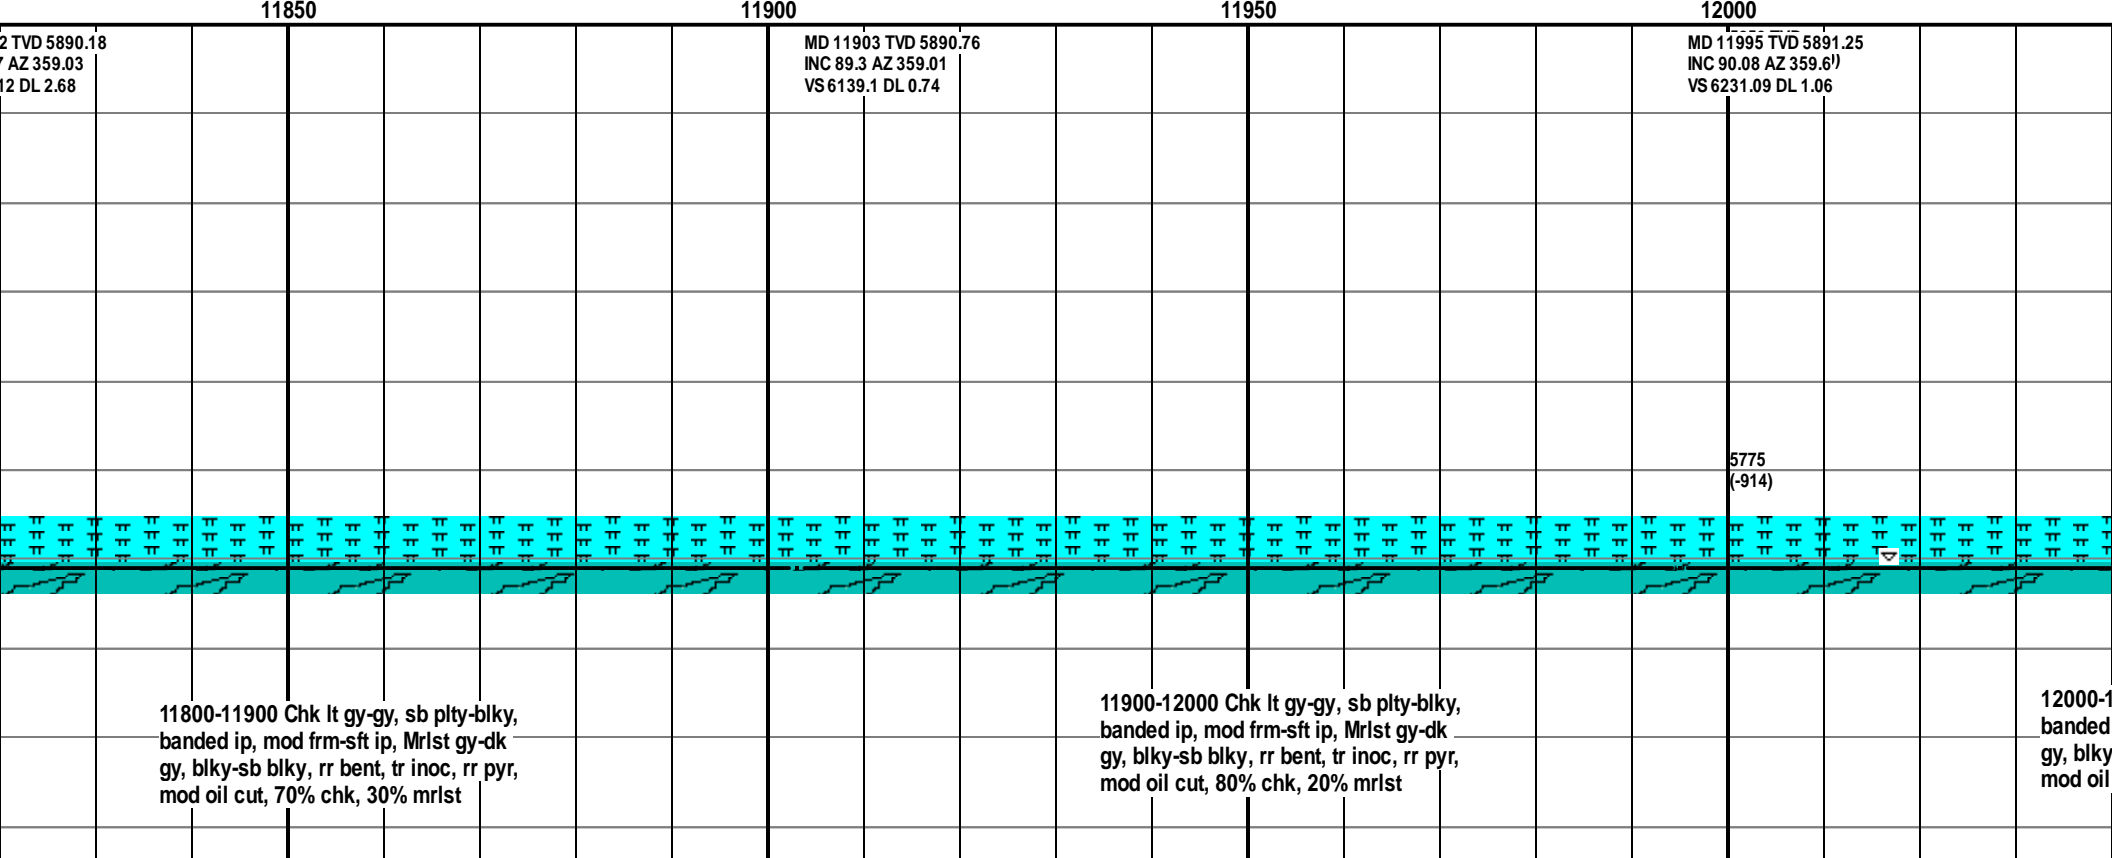 11850 11900 11950 12000
2 TVD 5890.18
7 AZ 359.03
12 DL 2.68
MD 11903 TVD 5890.76
INC 89.3 AZ 359.01
VS 6139.1 DL 0.74
MD 11995 TVD 5891.25
INC 90.08 AZ 359.6
VS 6231.09 DL 1.06
5775
(-914)
11800-11900 Chk lt gy-gy, sb plty-blky,
banded ip, mod frm-sft ip, Mrlst gy-dk
gy, blky-sb blky, rr bent, tr inoc, rr pyr,
mod oil cut, 70% chk, 30% mrlst
11900-12000 Chk lt gy-gy, sb plty-blky,
banded ip, mod frm-sft ip, Mrlst gy-dk
gy, blky-sb blky, rr bent, tr inoc, rr pyr,
mod oil cut, 80% chk, 20% mrlst
12000-1
banded
gy, blky
mod oil